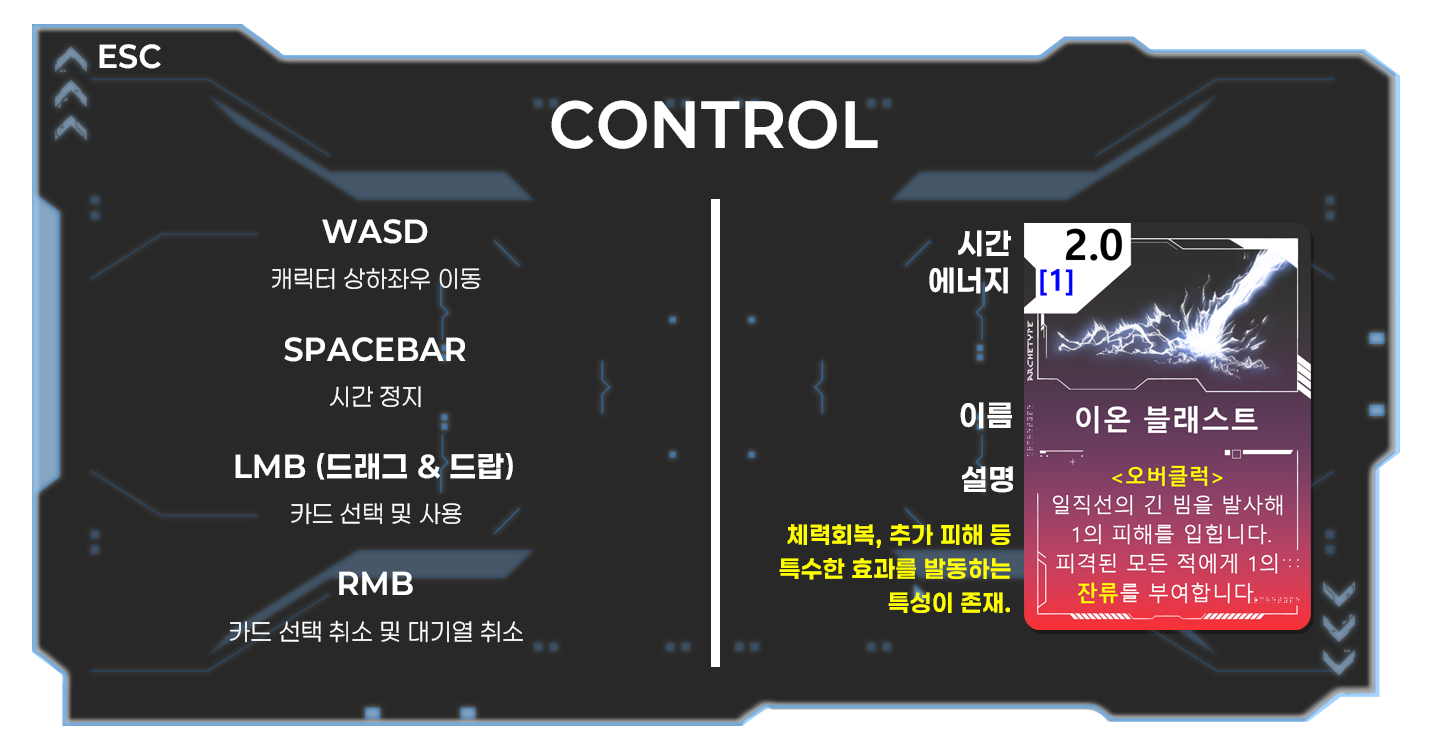 ESC
CONTROL
WASD
캐릭터 상하좌우 이동
SPACEBAR
시간 정지
LMB (드래그 & 드랍)
카드 선택 및 사용
RMB
카드 선택 취소 및 대기열 취소
시간
에너지
이름
설명
체력회복, 추가 피해 등
특수한 효과를 발동하는
특성이 존재.
2.0
[1]
ARCHETYPE
이온 블래스트
<오버클럭>
일직선의 긴 빔을 발사해
1의 피해를 입힙니다.
피격된 모든 적에게 1의
잔류를 부여합니다.